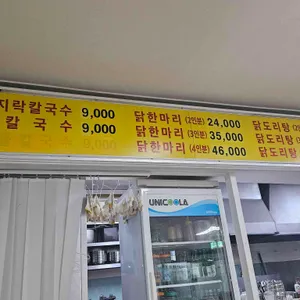 지락칼국수 9,000 닭한마리 (2인분) 24,000 닭도리탕
칼국수 9,000 닭한마리 (3인분) 35,000 닭도리탕
9,000 닭한마리 (4인분) 46,000 닭도리탕
UNICOOLA